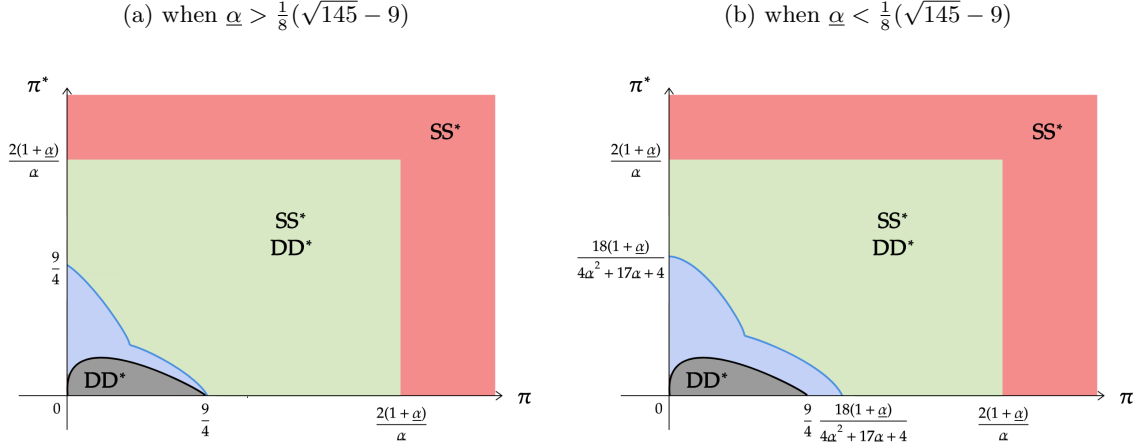 (a) when α̲ > 1/8(√145 − 9)
π*
SS*
2(1+α̲)/α
SS*
DD*
9/4
DD*
0
9/4
2(1+α̲)/α
π
(b) when α̲ < 1/8(√145 − 9)
π*
SS*
2(1+α̲)/α
SS*
DD*
18(1+α̲)/4α²+17α+4
DD*
0
9/4
18(1+α̲)/4α²+17α+4
2(1+α̲)/α
π